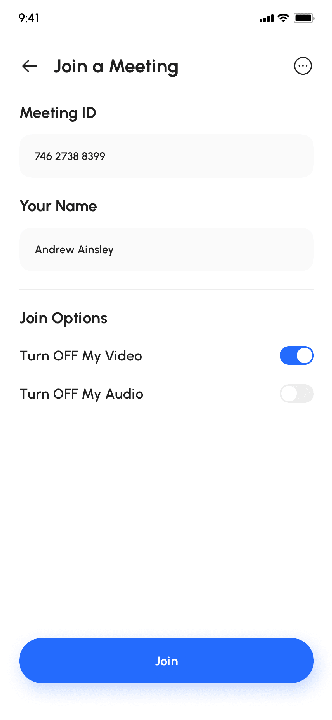 9:41
Join a Meeting
Meeting ID
746 2738 8399
Your Name
Andrew Ainsley
Join Options
Turn OFF My Video
Turn OFF My Audio
Join